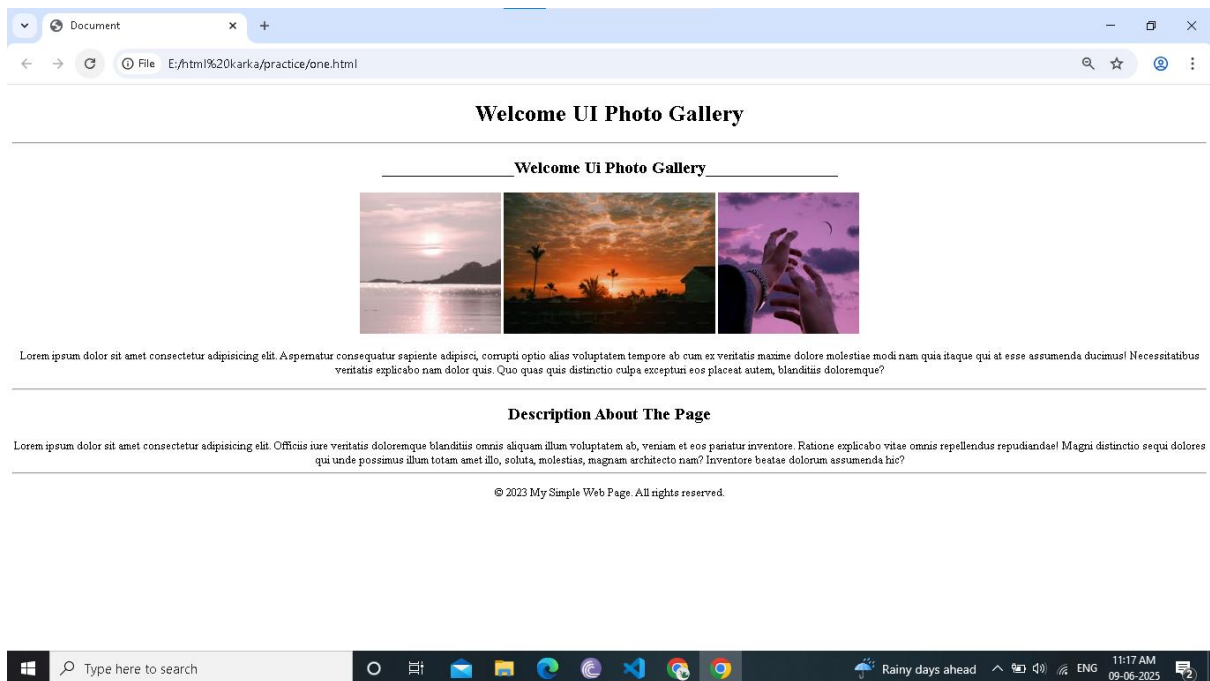 Document
File E:/html%20karka/practice/one.html
Welcome UI Photo Gallery
_______________Welcome Ui Photo Gallery_______________
Lorem ipsum dolor sit amet consectetur adipisicing elit. Aspernatur consequatur sapiente adipisci, corrupti optio alias voluptatem tempore ab cum ex veritatis maxime dolore molestiae modi nam quia itaque qui at esse assumenda ducimus! Necessitatibus
veritatis explicabo nam dolor quis. Quo quas quis distinctio culpa excepturi eos placeat autem, blanditiis doloremque?
Description About The Page
Lorem ipsum dolor sit amet consectetur adipisicing elit. Officiis iure veritatis doloremque blanditiis omnis aliquam illum voluptatem ab, veniam et eos pariatur inventore. Ratione explicabo vitae omnis repellendus repudiandae! Magni distinctio sequi dolores
qui unde possimus illum totam amet illo, soluta, molestias, magnam architecto nam? Inventore beatae dolorum assumenda hic?
© 2023 My Simple Web Page. All rights reserved.
Type here to search
Rainy days ahead
ENG
11:17 AM
09-06-2025
2